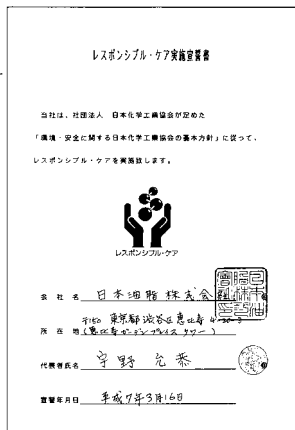 レスポンシブル・ケア実施宣誓書
当社は、社団法人 日本化学工業協会が定めた
「環境・安全に関する日本化学工業協会の基本方針」に従って、
レスポンシブル・ケアを実施致します。
レスポンシブル・ケア
会社名 日本油脂株式会社
〒150 東京都渋谷区恵比寿4-20-3
所在地 (恵比寿ガーデンプレイスタワー)
代表者氏名 宇野允恭
宣誓年月日 平成7年3月16日